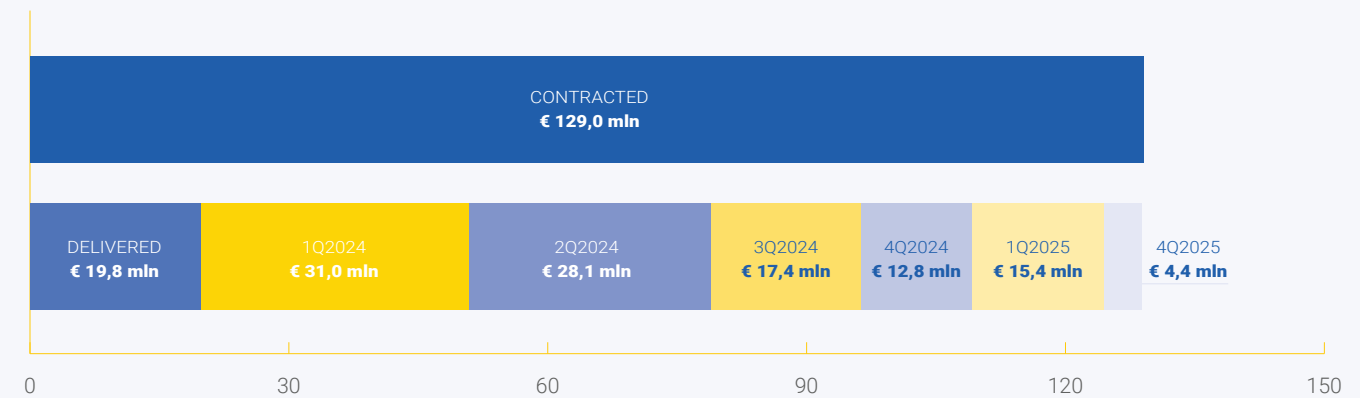 CONTRACTED
€ 129,0 mln
DELIVERED
€ 19,8 mln
1Q2024
€ 31,0 mln
2Q2024
€ 28,1 mln
3Q2024
€ 17,4 mln
4Q2024
€ 12,8 mln
1Q2025
€ 15,4 mln
4Q2025
€ 4,4 mln
0 30 60 90 120 150